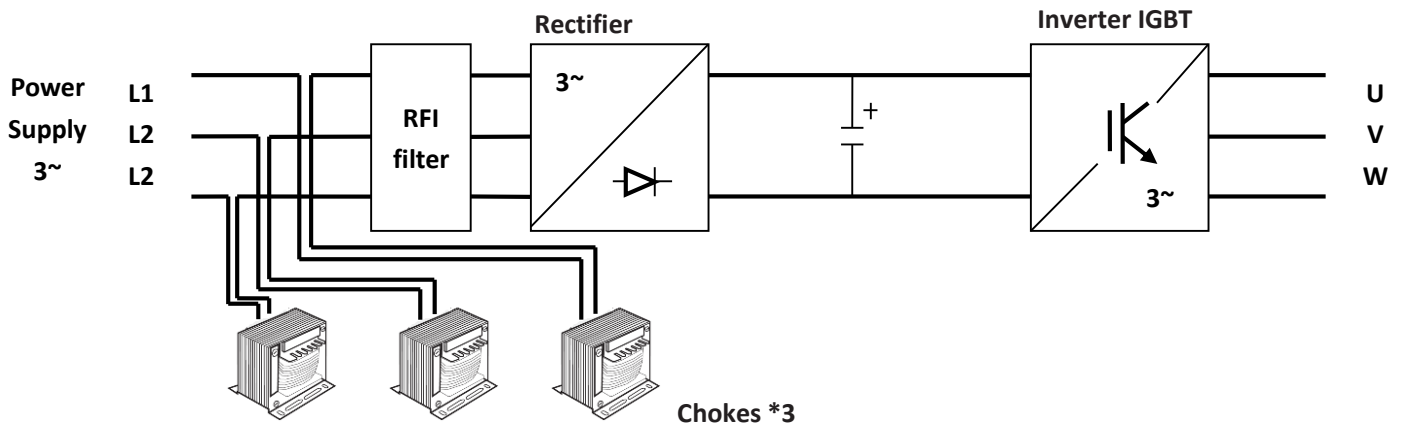 Rectifier
Inverter IGBT
Power
Supply
3~
L1
L2
L2
RFI
filter
3~
+
3~
U
V
W
Chokes *3